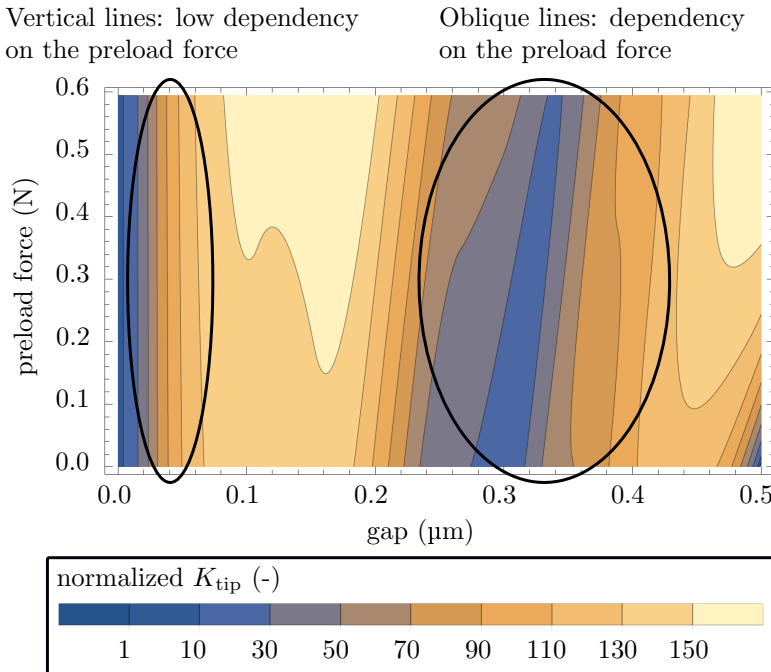 Vertical lines: low dependency
on the preload force
Oblique lines: dependency
on the preload force
preload force (N)
0.6
0.5
0.4
0.3
0.2
0.1
0.0
0.0 0.1 0.2 0.3 0.4 0.5
gap (µm)
normalized K_tip (-)
1 10 30 50 70 90 110 130 150